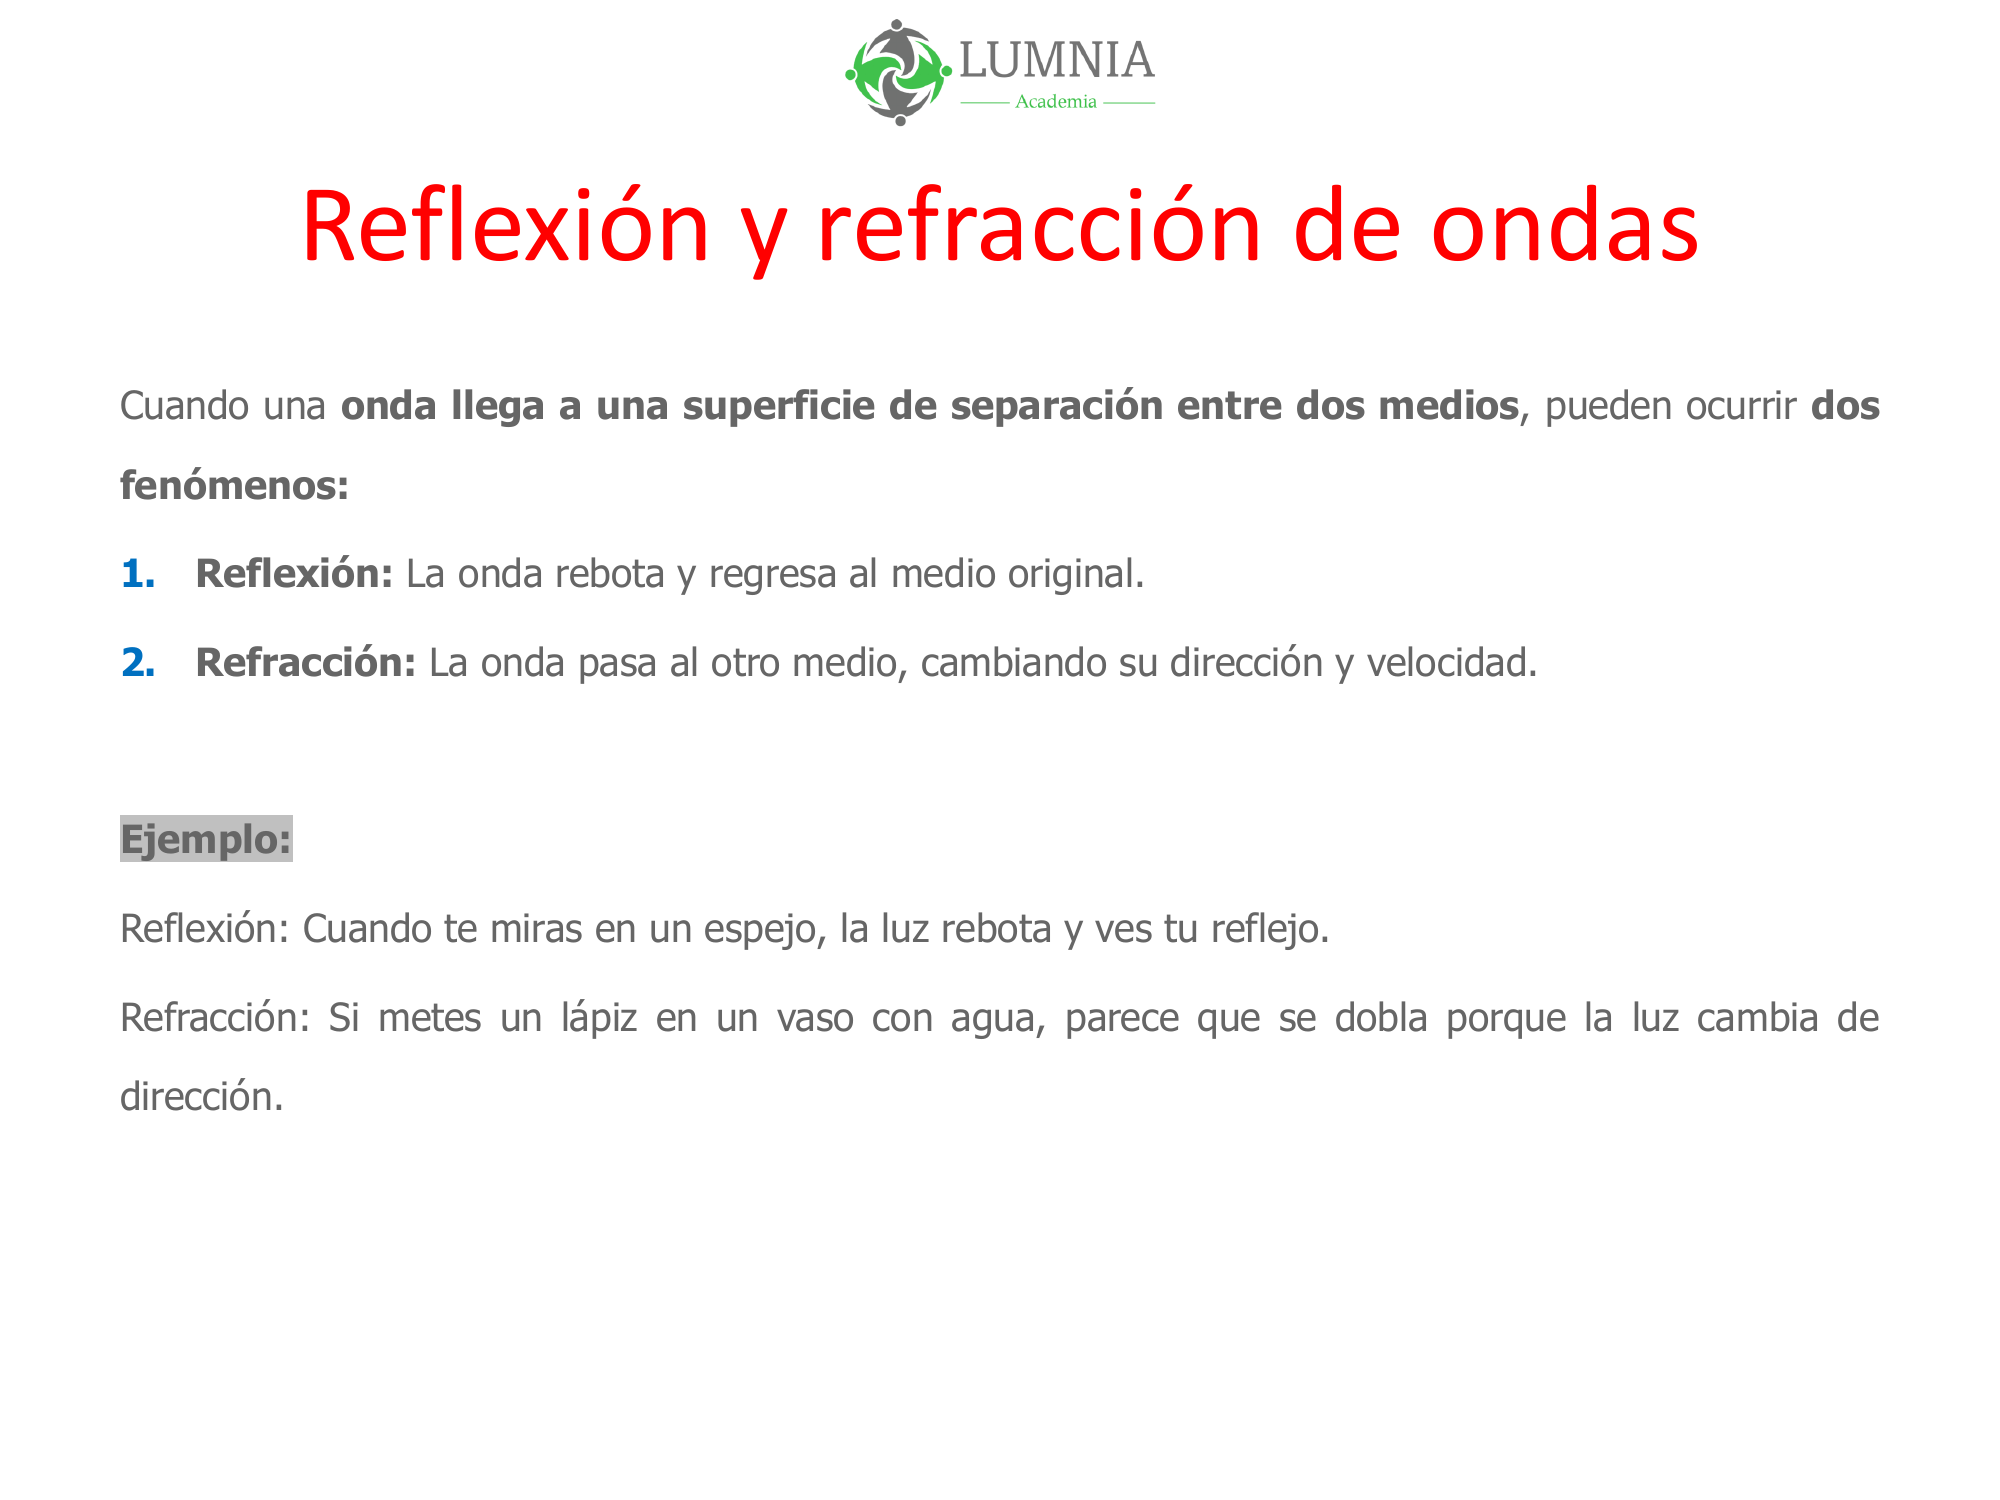 LUMNIA
Academia
Reflexión y refracción de ondas
Cuando una onda llega a una superficie de separación entre dos medios, pueden ocurrir dos
fenómenos:
1. Reflexión: La onda rebota y regresa al medio original.
2. Refracción: La onda pasa al otro medio, cambiando su dirección y velocidad.
Ejemplo:
Reflexión: Cuando te miras en un espejo, la luz rebota y ves tu reflejo.
Refracción: Si metes un lápiz en un vaso con agua, parece que se dobla porque la luz cambia de
dirección.